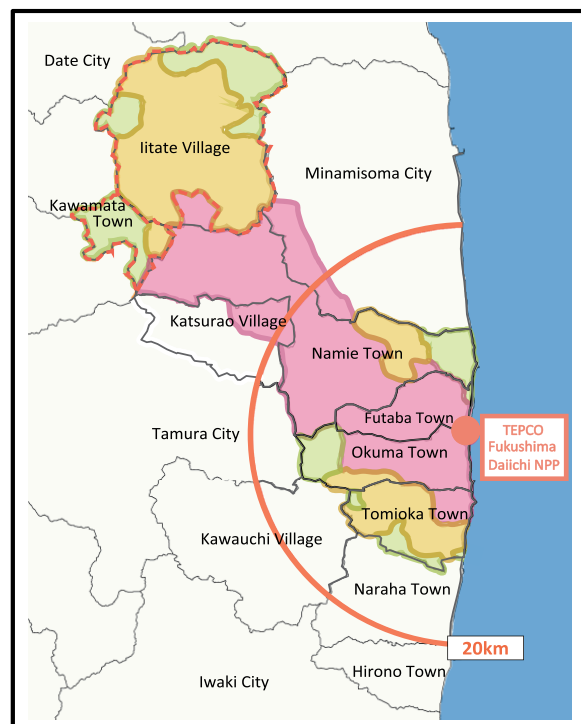 Date City
Iitate Village
Minamisoma City
Kawamata
Town
Katsurao Village
Namie Town
Futaba Town
TEPCO
Fukushima
Daiichi NPP
Tamura City
Okuma Town
Tomioka Town
Kawauchi Village
Naraha Town
20km
Hirono Town
Iwaki City